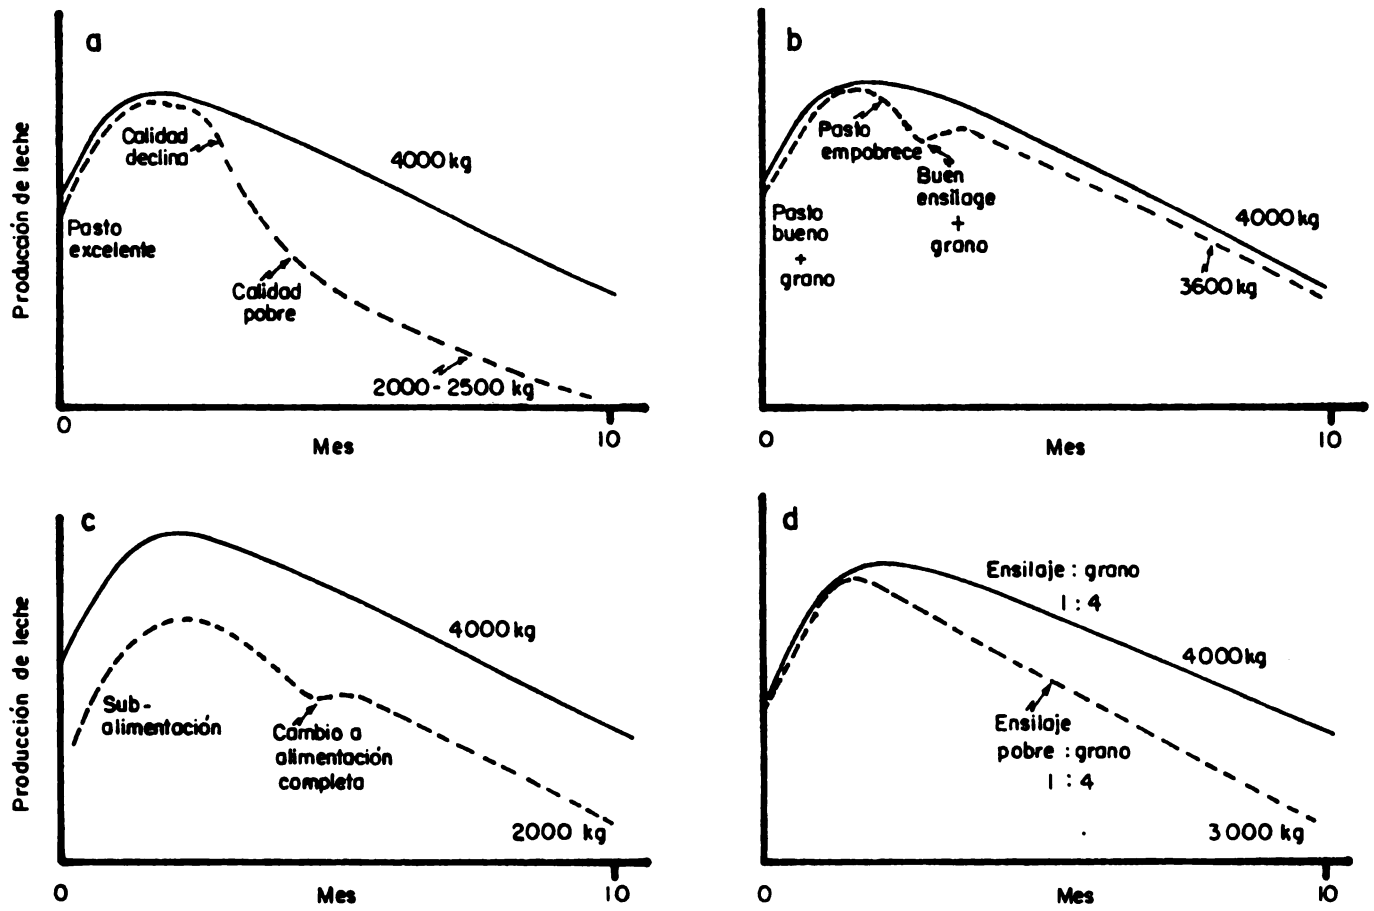 a
Producción de leche
Calidad
declina
4000 kg
Pasto
excelente
Calidad
pobre
2000 - 2500 kg
0
10
Mes
b
Pasto
empobrece
Buen
ensilage
+
grano
Pasto
bueno
+
grano
4000 kg
3600 kg
0
10
Mes
c
Producción de leche
4000 kg
Sub-
alimentación
Cambio a
alimentación
completa
2000 kg
0
10
Mes
d
Ensilaje : grano
1 : 4
4000 kg
Ensilaje
pobre : grano
1 : 4
3000 kg
0
10
Mes